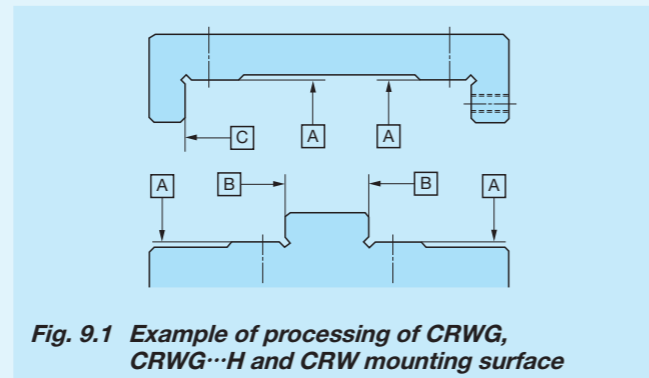 C
A
A
A
B
B
A
Fig. 9.1 Example of processing of CRWG,
CRWG···H and CRW mounting surface